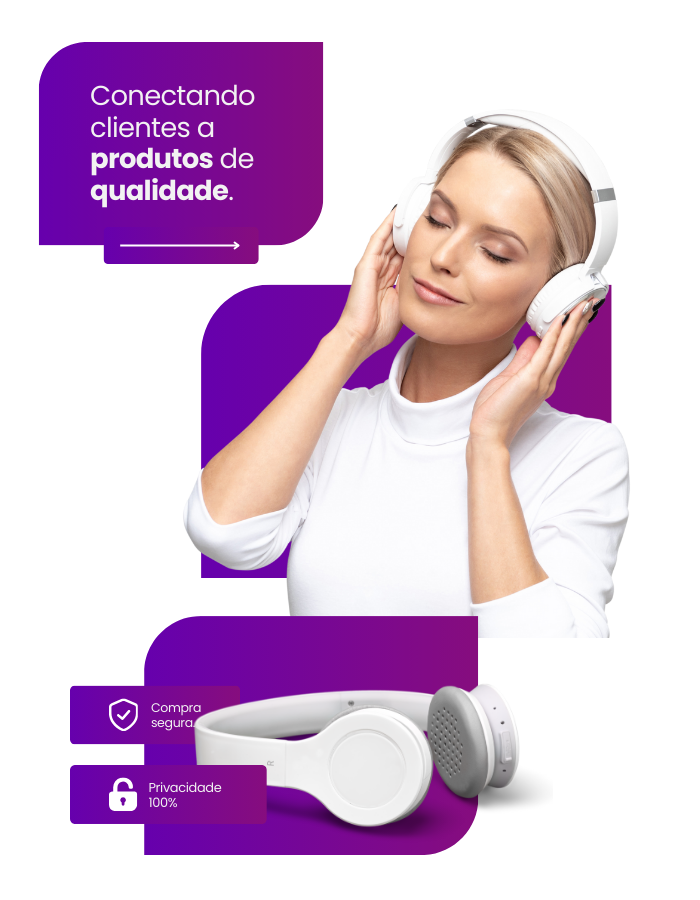 Conectando
clientes a
produtos de
qualidade.
Compra
segura.
Privacidade
100%
R